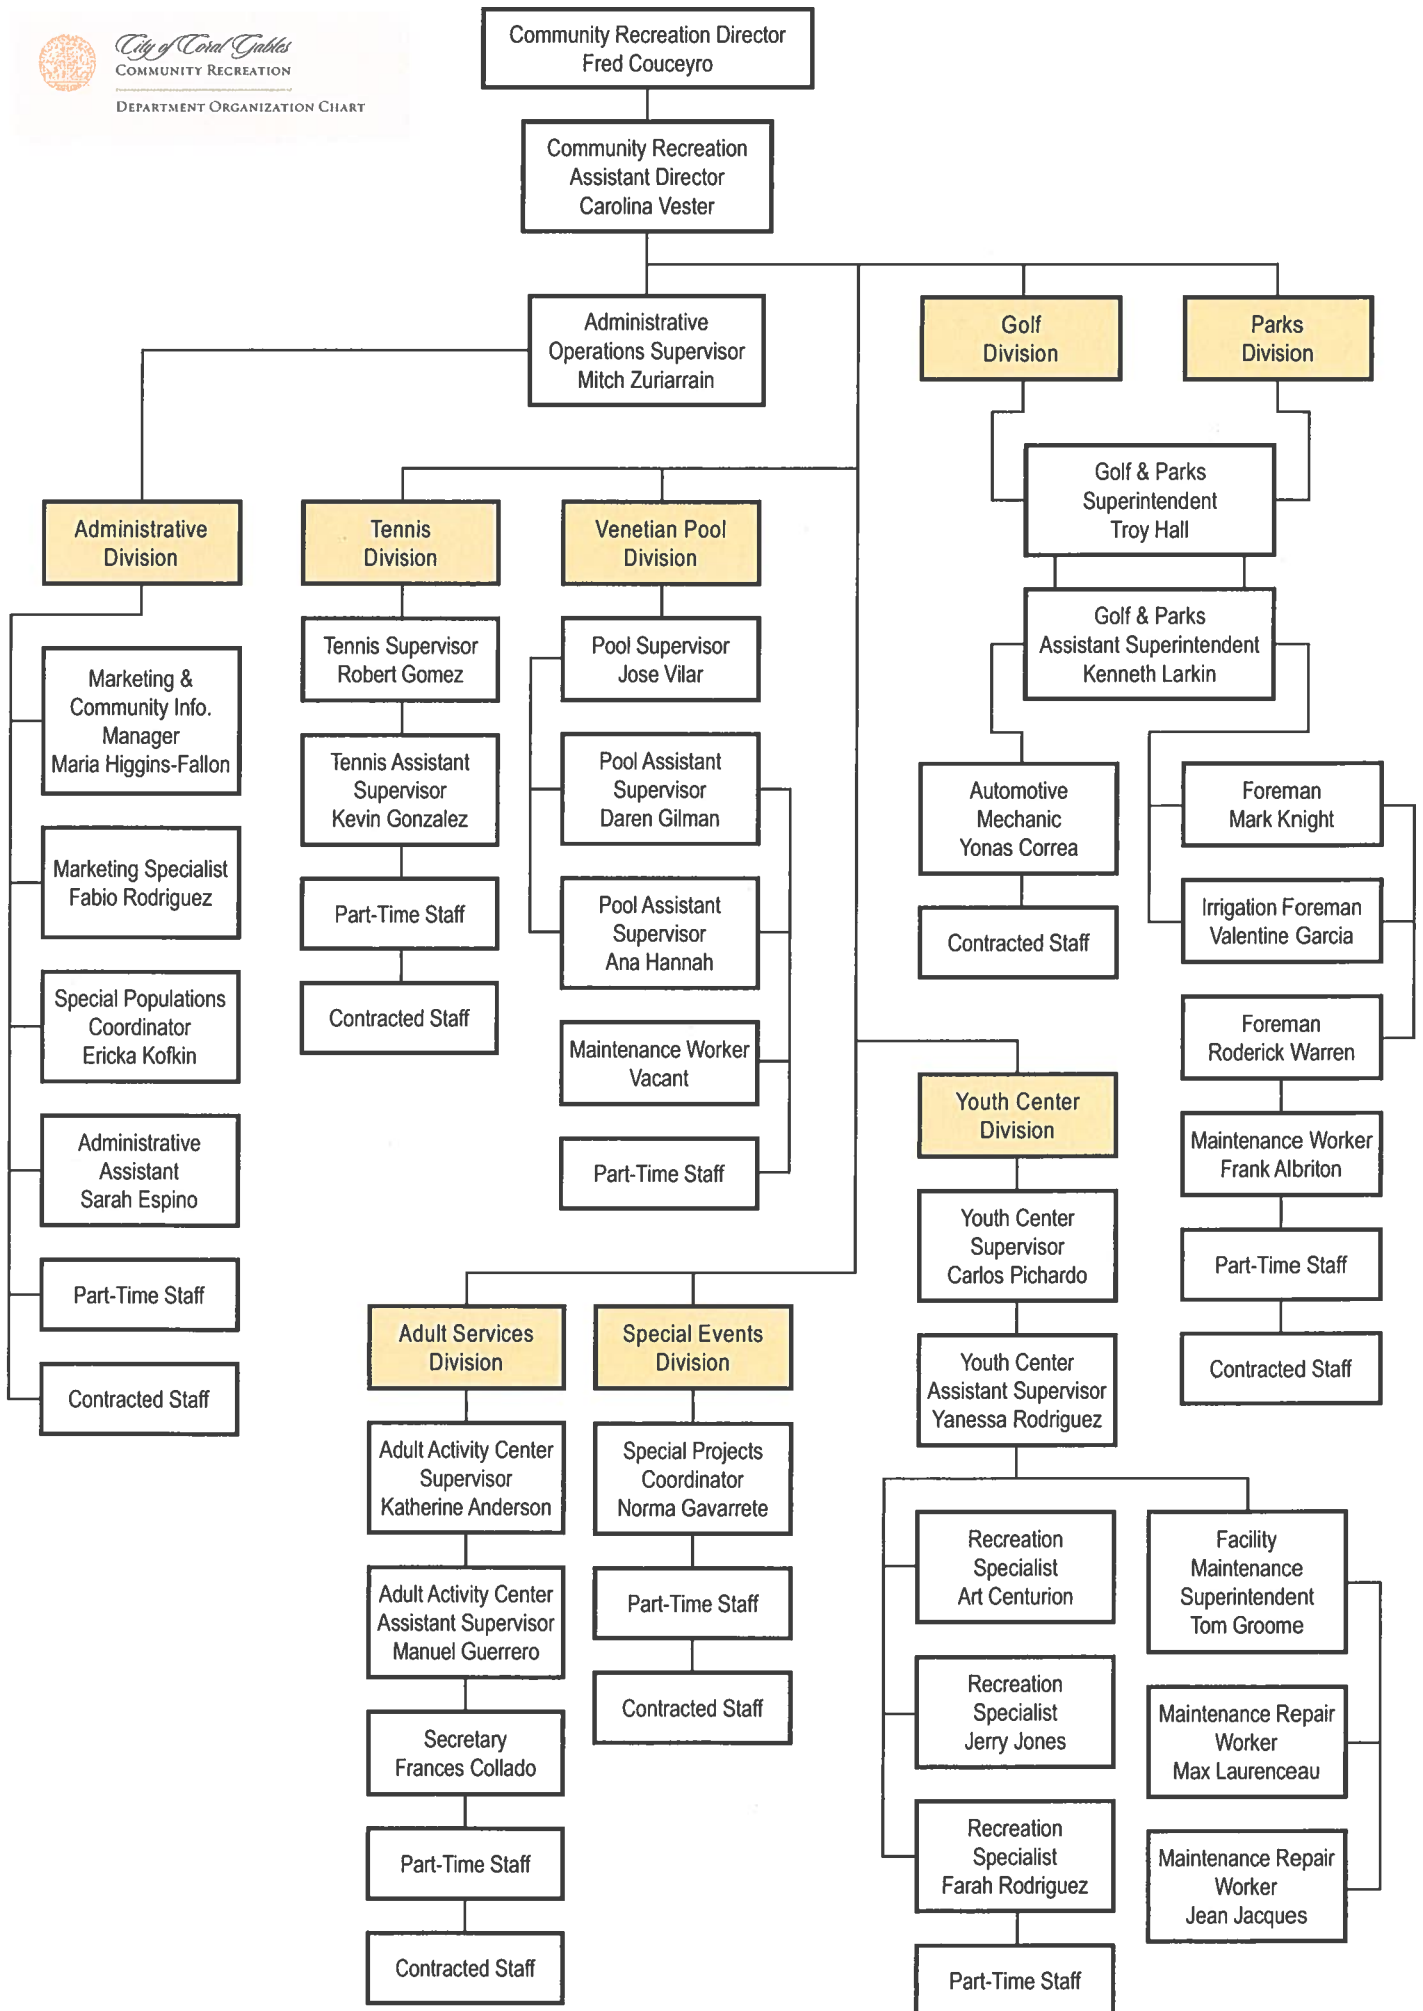 City of Coral Gables
COMMUNITY RECREATION
DEPARTMENT ORGANIZATION CHART
Community Recreation Director
Fred Couceyro
Community Recreation
Assistant Director
Carolina Vester
Administrative
Operations Supervisor
Mitch Zuriarrain
Golf
Division
Parks
Division
Golf & Parks
Superintendent
Troy Hall
Golf & Parks
Assistant Superintendent
Kenneth Larkin
Administrative
Division
Marketing &
Community Info.
Manager
Maria Higgins-Fallon
Marketing Specialist
Fabio Rodriguez
Special Populations
Coordinator
Ericka Kofkin
Administrative
Assistant
Sarah Espino
Part-Time Staff
Contracted Staff
Tennis
Division
Tennis Supervisor
Robert Gomez
Tennis Assistant
Supervisor
Kevin Gonzalez
Part-Time Staff
Contracted Staff
Venetian Pool
Division
Pool Supervisor
Jose Vilar
Pool Assistant
Supervisor
Daren Gilman
Pool Assistant
Supervisor
Ana Hannah
Maintenance Worker
Vacant
Part-Time Staff
Automotive
Mechanic
Yonas Correa
Contracted Staff
Foreman
Mark Knight
Irrigation Foreman
Valentine Garcia
Foreman
Roderick Warren
Maintenance Worker
Frank Albriton
Part-Time Staff
Contracted Staff
Adult Services
Division
Adult Activity Center
Supervisor
Katherine Anderson
Adult Activity Center
Assistant Supervisor
Manuel Guerrero
Secretary
Frances Collado
Part-Time Staff
Contracted Staff
Special Events
Division
Special Projects
Coordinator
Norma Gavarrete
Part-Time Staff
Contracted Staff
Youth Center
Division
Youth Center
Supervisor
Carlos Pichardo
Youth Center
Assistant Supervisor
Yanessa Rodriguez
Recreation
Specialist
Art Centurion
Recreation
Specialist
Jerry Jones
Recreation
Specialist
Farah Rodriguez
Part-Time Staff
Facility
Maintenance
Superintendent
Tom Groome
Maintenance Repair
Worker
Max Laurenceau
Maintenance Repair
Worker
Jean Jacques